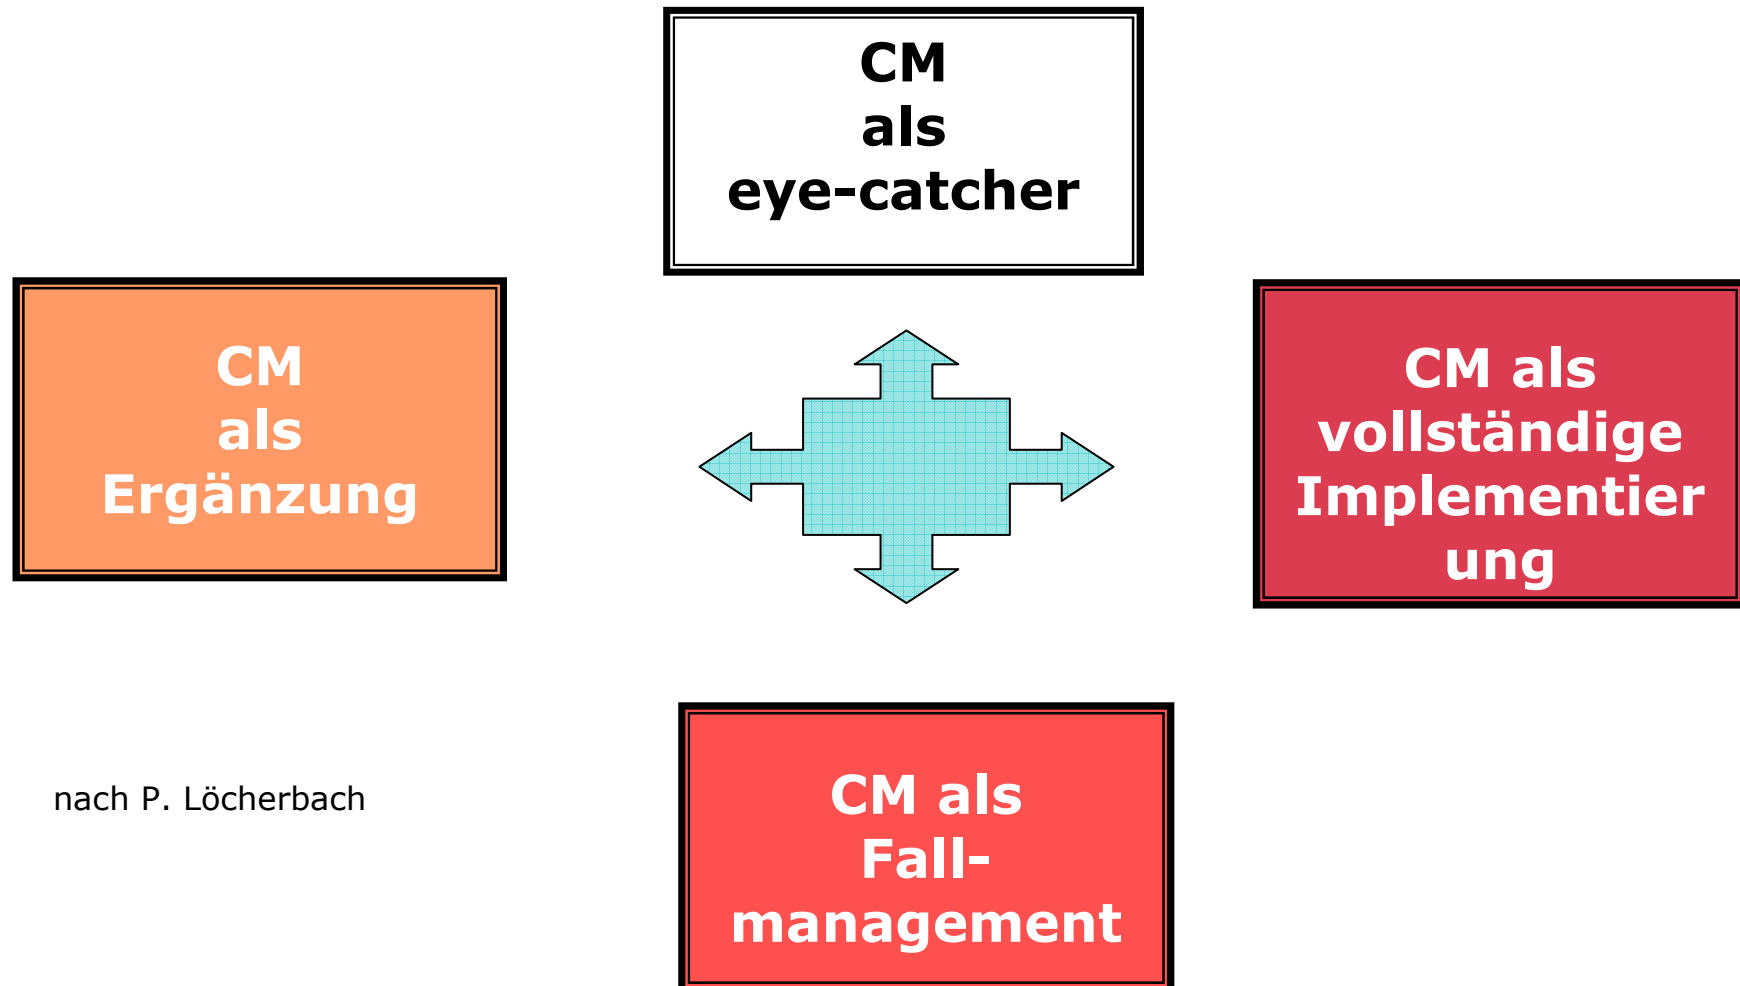 CM
als
eye-catcher
CM
als
Ergänzung
CM als
vollständige
Implementier
ung
nach P. Löcherbach
CM als
Fall-
management